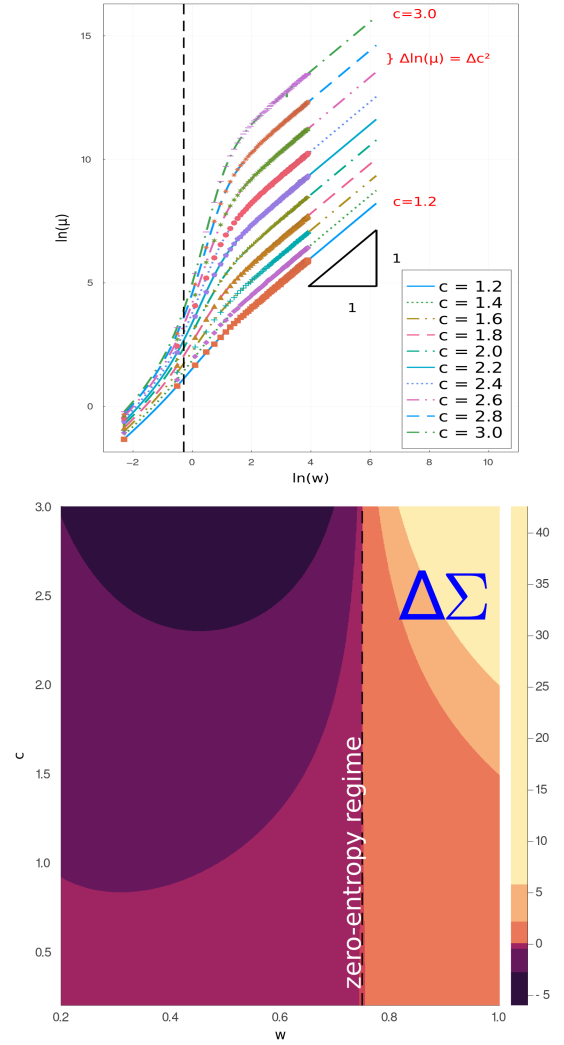 15
10
5
0
ln(μ)
c=3.0
} Δln(μ) = Δc²
c=1.2
1
1
c = 1.2
c = 1.4
c = 1.6
c = 1.8
c = 2.0
c = 2.2
c = 2.4
c = 2.6
c = 2.8
c = 3.0
−2 0 2 4 6 8 10
ln(w)
3.0
2.5
2.0
1.5
1.0
0.5
c
ΔΣ
zero-entropy regime
40
35
30
25
20
15
10
5
0
- 5
0.2 0.4 0.6 0.8 1.0
w